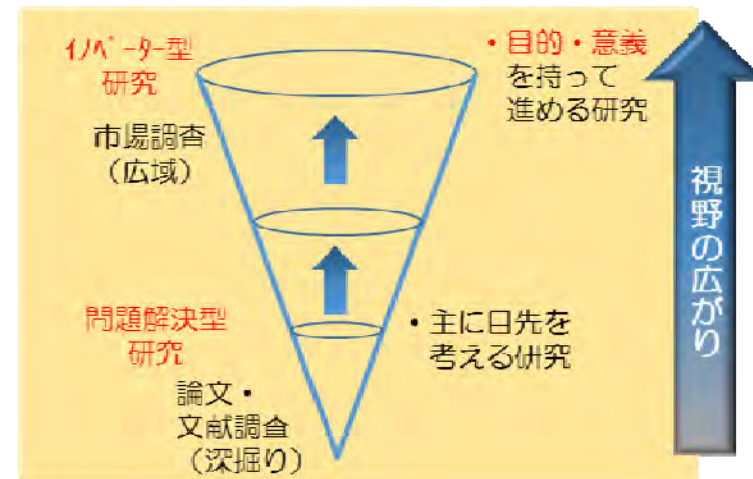 ｲﾉﾍﾞｰﾀｰ型
研究
市場調査
（広域）
・目的・意義
を持って
進める研究
問題解決型
研究
論文・
文献調査
（深掘り）
・主に目先を
考える研究
視野の広がり